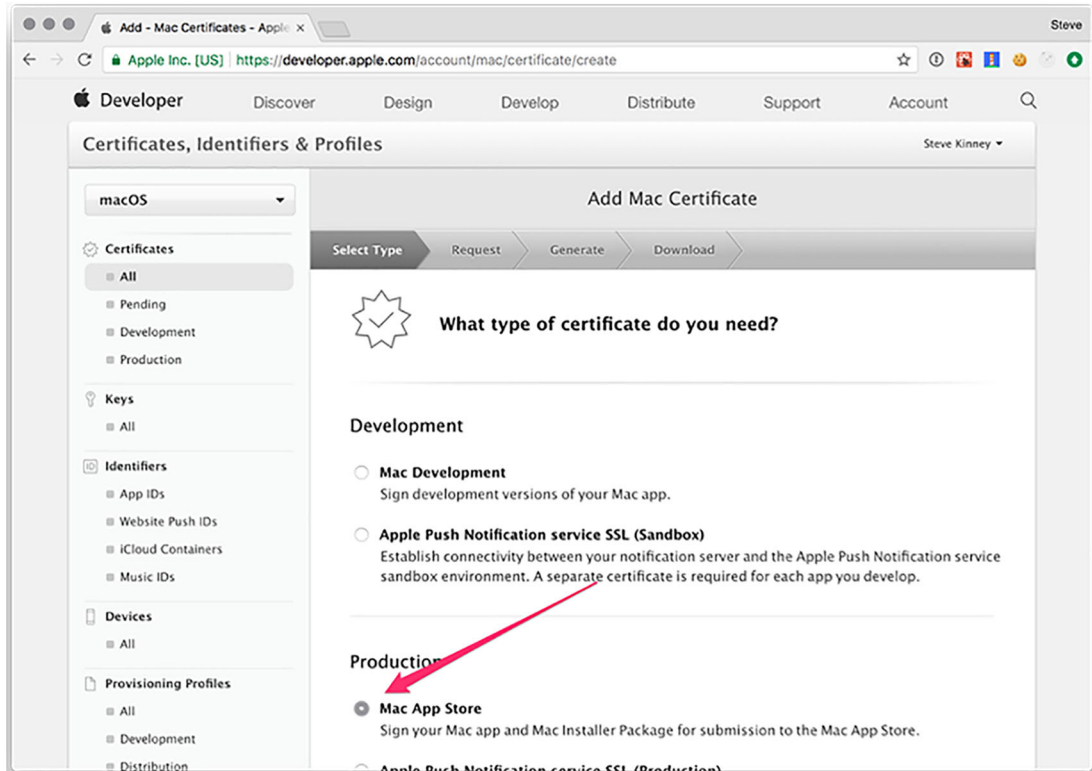 Add - Mac Certificates - Apple
Steve
Apple Inc. [US] https://developer.apple.com/account/mac/certificate/create
Developer Discover Design Develop Distribute Support Account
Certificates, Identifiers & Profiles
Steve Kinney
macOS
Certificates
All
Pending
Development
Production
Keys
All
Identifiers
App IDs
Website Push IDs
iCloud Containers
Music IDs
Devices
All
Provisioning Profiles
All
Development
Distribution
Add Mac Certificate
Select Type Request Generate Download
What type of certificate do you need?
Development
Mac Development
Sign development versions of your Mac app.
Apple Push Notification service SSL (Sandbox)
Establish connectivity between your notification server and the Apple Push Notification service
sandbox environment. A separate certificate is required for each app you develop.
Production
Mac App Store
Sign your Mac app and Mac Installer Package for submission to the Mac App Store.
Apple Push Notification service SSL (Production)